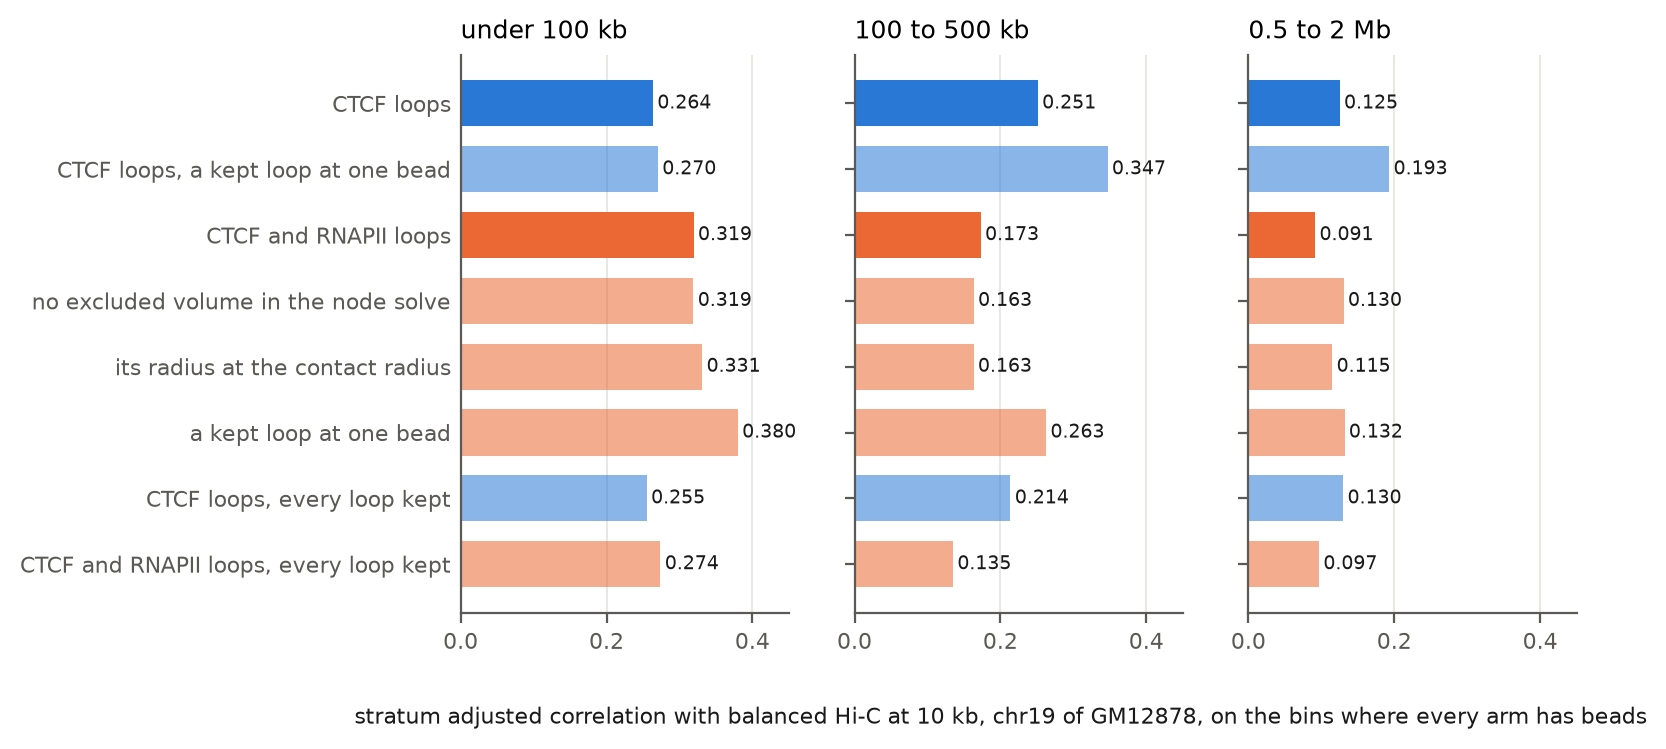 under 100 kb
100 to 500 kb
0.5 to 2 Mb
CTCF loops 0.264 0.251 0.125
CTCF loops, a kept loop at one bead 0.270 0.347 0.193
CTCF and RNAPII loops 0.319 0.173 0.091
no excluded volume in the node solve 0.319 0.163 0.130
its radius at the contact radius 0.331 0.163 0.115
a kept loop at one bead 0.380 0.263 0.132
CTCF loops, every loop kept 0.255 0.214 0.130
CTCF and RNAPII loops, every loop kept 0.274 0.135 0.097
0.0 0.2 0.4 0.0 0.2 0.4 0.0 0.2 0.4
stratum adjusted correlation with balanced Hi-C at 10 kb, chr19 of GM12878, on the bins where every arm has beads